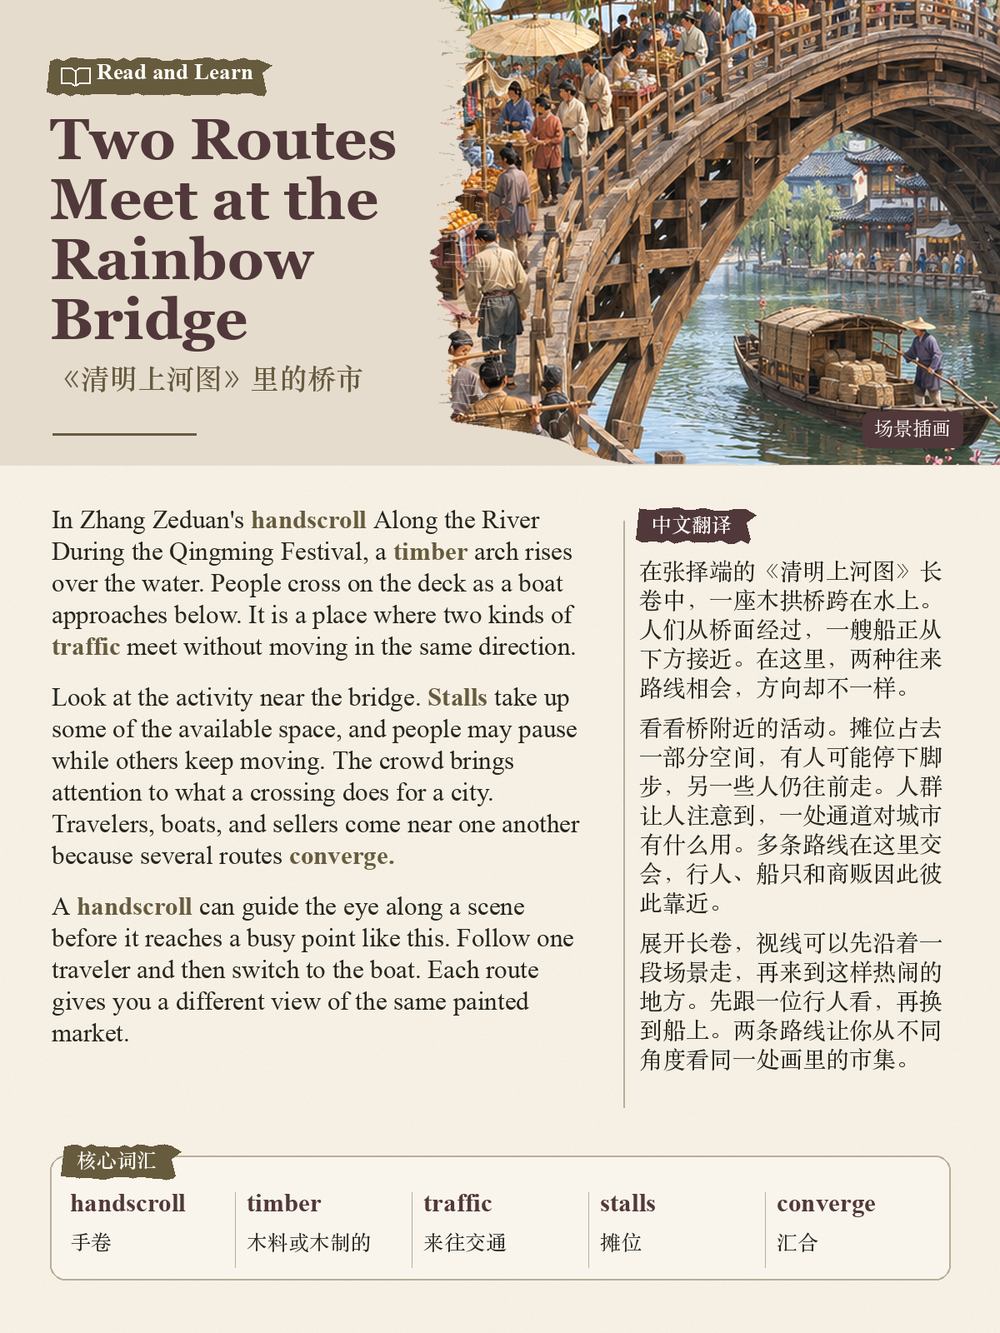 Read and Learn
Two Routes
Meet at the
Rainbow
Bridge
《清明上河图》里的桥市
场景插画
In Zhang Zeduan's handscroll Along the River
During the Qingming Festival, a timber arch rises
over the water. People cross on the deck as a boat
approaches below. It is a place where two kinds of
traffic meet without moving in the same direction.
Look at the activity near the bridge. Stalls take up
some of the available space, and people may pause
while others keep moving. The crowd brings
attention to what a crossing does for a city.
Travelers, boats, and sellers come near one another
because several routes converge.
A handscroll can guide the eye along a scene
before it reaches a busy point like this. Follow one
traveler and then switch to the boat. Each route
gives you a different view of the same painted
market.
中文翻译
在张择端的《清明上河图》长
卷中，一座木拱桥跨在水上。
人们从桥面经过，一艘船正从
下方接近。在这里，两种往来
路线相会，方向却不一样。
看看桥附近的活动。摊位占去
一部分空间，有人可能停下脚
步，另一些人仍往前走。人群
让人注意到，一处通道对城市
有什么用。多条路线在这里交
会，行人、船只和商贩因此彼
此靠近。
展开长卷，视线可以先沿着一
段场景走，再来到这样热闹的
地方。先跟一位行人看，再换
到船上。两条路线让你从不同
角度看同一处画里的市集。
核心词汇
handscroll
手卷
timber
木料或木制的
traffic
来往交通
stalls
摊位
converge
汇合